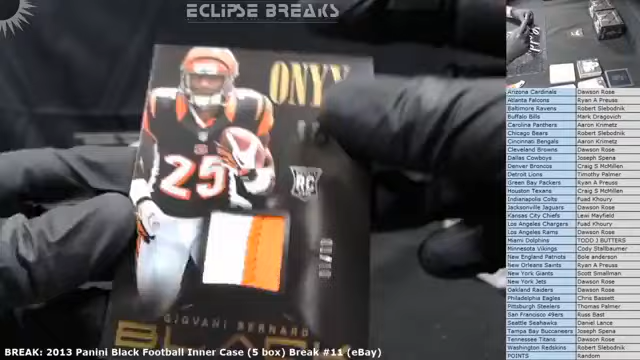 ECLIPSE BREAKS
ONYX
25
RC
GIOVANI BERNARD
BLACK
BREAK: 2013 Panini Black Football Inner Case (5 box) Break #11 (eBay)
Arizona Cardinals Dawson Rose
Atlanta Falcons Ryan A Preuss
Baltimore Ravens Robert Slebodnik
Buffalo Bills Mark Dragovich
Carolina Panthers Aaron Krimetz
Chicago Bears Robert Slebodnik
Cincinnati Bengals Aaron Krimetz
Cleveland Browns Dawson Rose
Dallas Cowboys Joseph Spena
Denver Broncos Craig S McMillen
Detroit Lions Timothy Palmer
Green Bay Packers Ryan A Preuss
Houston Texans Craig S McMillen
Indianapolis Colts Fuad Khoury
Jacksonville Jaguars Dawson Rose
Kansas City Chiefs Lewi Mayfield
Los Angeles Chargers Fuad Khoury
Los Angeles Rams Dawson Rose
Miami Dolphins TODD J BUTTERS
Minnesota Vikings Cody Stallbaumer
New England Patriots Bole anderson
New Orleans Saints Ryan A Preuss
New York Giants Scott Smallman
New York Jets Dawson Rose
Oakland Raiders Dawson Rose
Philadelphia Eagles Chris Bassett
Pittsburgh Steelers Thomas Palmer
San Francisco 49ers Russ Bast
Seattle Seahawks Daniel Lance
Tampa Bay Buccaneers Joseph Spena
Tennessee Titans Dawson Rose
Washington Redskins Robert Slebodnik
POINTS Random